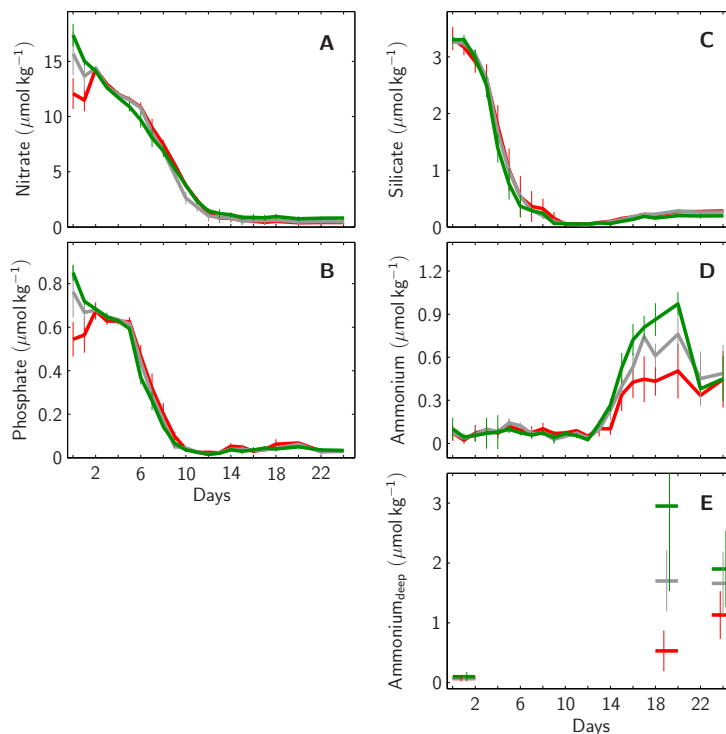 A
Nitrate (μmol kg⁻¹)
15
10
5
0
B
Phosphate (μmol kg⁻¹)
0.8
0.6
0.4
0.2
0
2 6 10 14 18 22
Days
C
Silicate (μmol kg⁻¹)
3
2
1
0
D
Ammonium (μmol kg⁻¹)
1.2
0.9
0.6
0.3
0
E
Ammonium_deep (μmol kg⁻¹)
3
2
1
0
2 6 10 14 18 22
Days